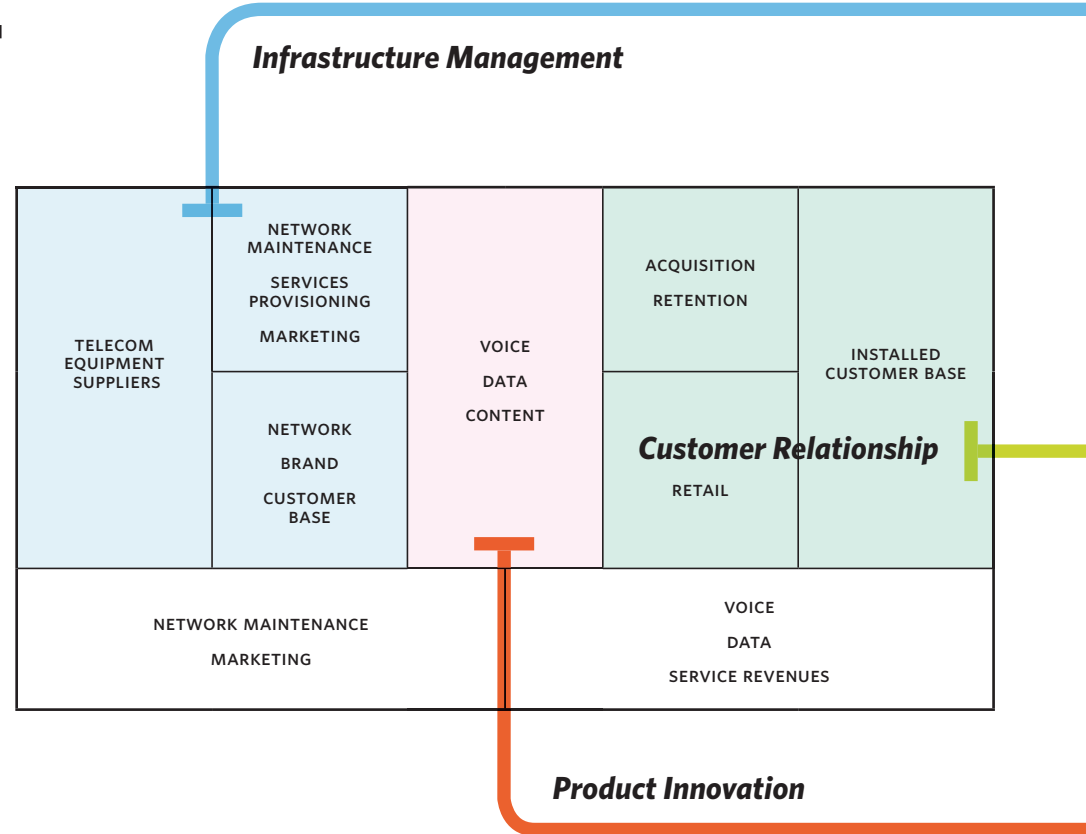 Infrastructure Management
TELECOM
EQUIPMENT
SUPPLIERS
NETWORK
MAINTENANCE
SERVICES
PROVISIONING
MARKETING
NETWORK
BRAND
CUSTOMER
BASE
VOICE
DATA
CONTENT
ACQUISITION
RETENTION
Customer Relationship
RETAIL
INSTALLED
CUSTOMER BASE
NETWORK MAINTENANCE
MARKETING
VOICE
DATA
SERVICE REVENUES
Product Innovation